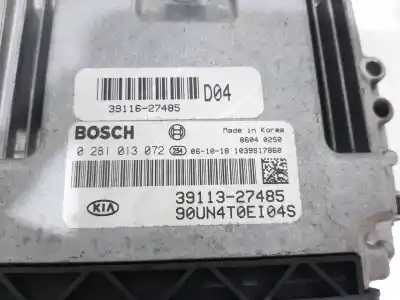 39116-27485
D04
BOSCH
Made in Korea
8604 0250
0 281 013 072 06-10-18 1039S17860
39113-27485
KIA
90UN4T0EI04S